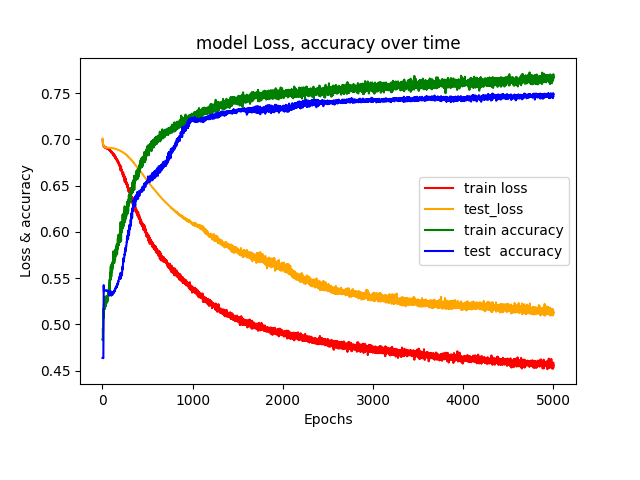 model Loss, accuracy over time
Loss & accuracy
0.75
0.70
0.65
0.60
0.55
0.50
0.45
train loss
test_loss
train accuracy
test  accuracy
0 1000 2000 3000 4000 5000
Epochs